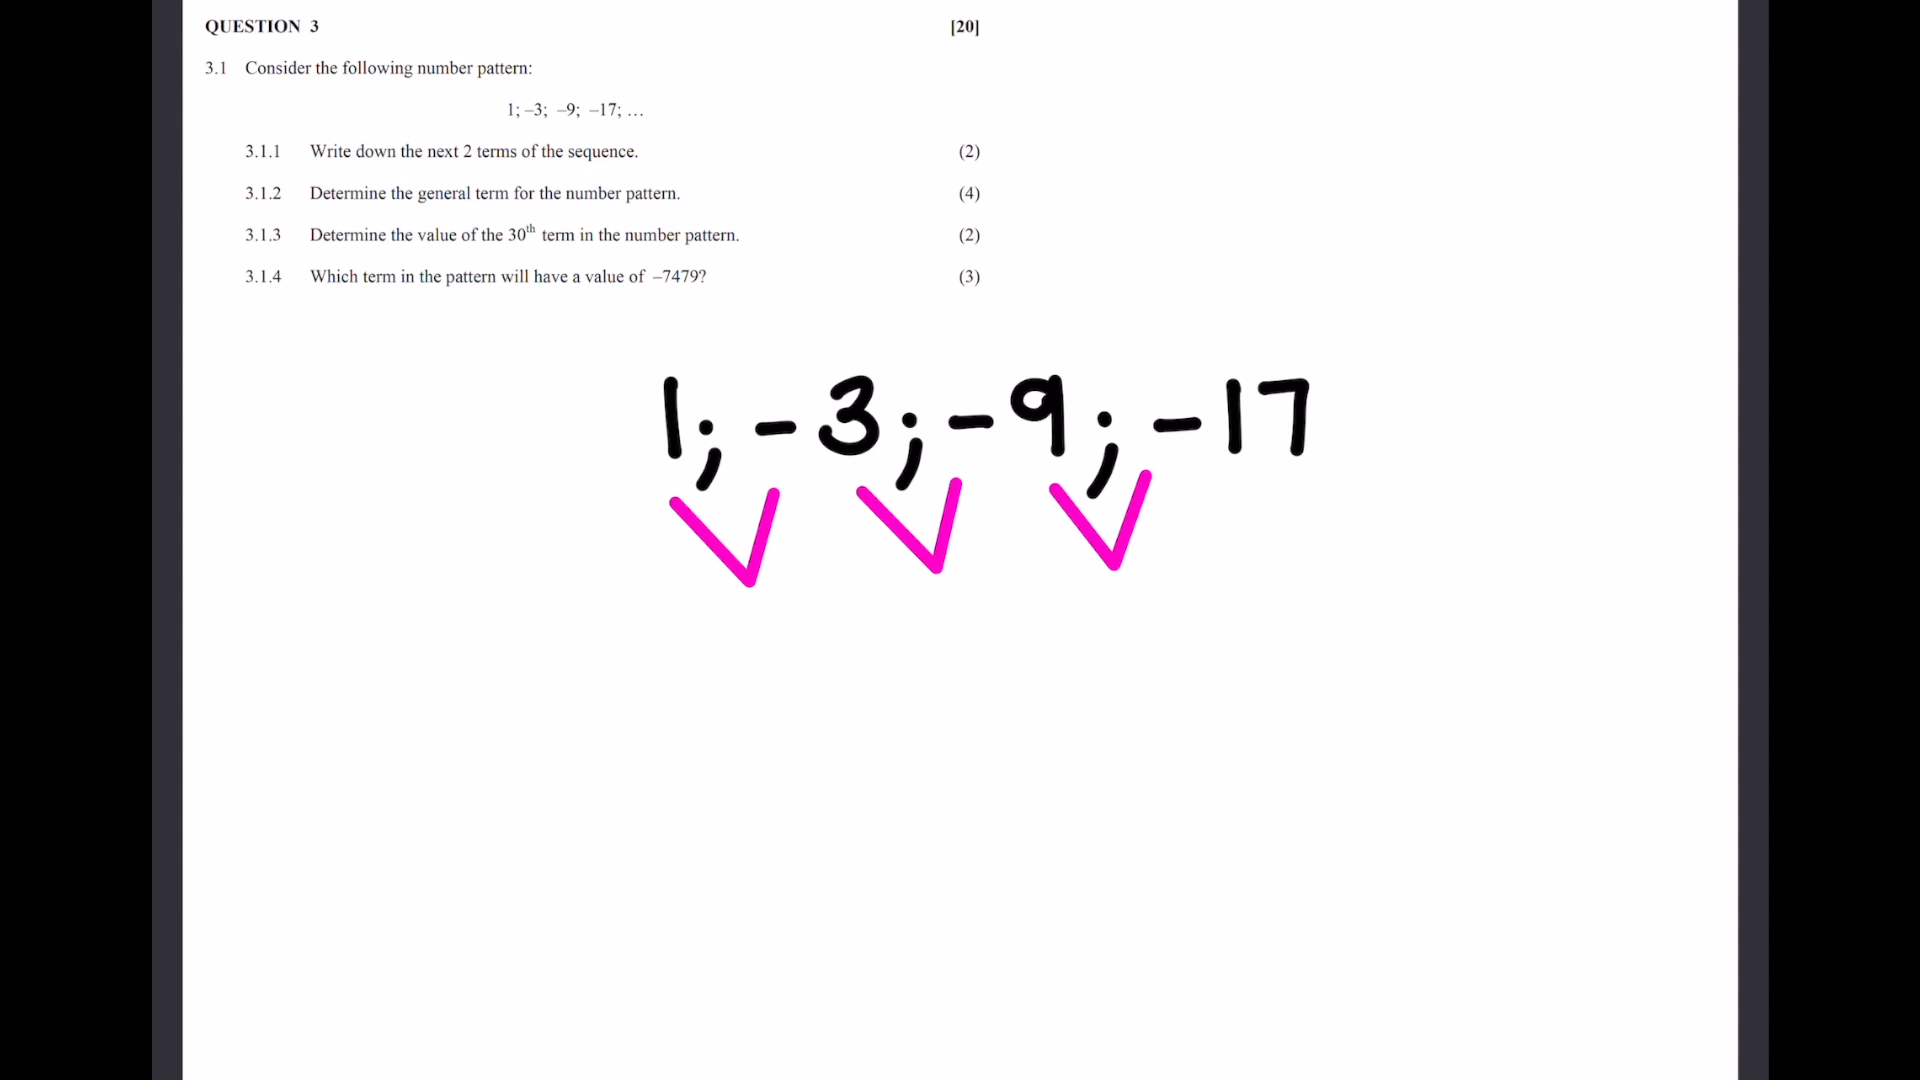 QUESTION 3 [20]
3.1 Consider the following number pattern:
1; –3; –9; –17; …
3.1.1 Write down the next 2 terms of the sequence. (2)
3.1.2 Determine the general term for the number pattern. (4)
3.1.3 Determine the value of the 30th term in the number pattern. (2)
3.1.4 Which term in the pattern will have a value of –7479? (3)
1; -3; -9; -17